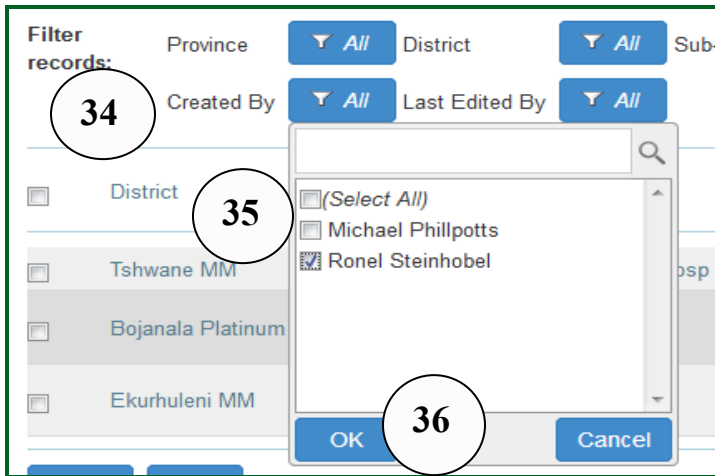 Filter records:
Province All District All Sub-
34
Created By All Last Edited By All
District
35
(Select All)
Michael Phillpotts
Ronel Steinhobel
Tshwane MM
osp
Bojanala Platinum
Ekurhuleni MM
36
OK Cancel